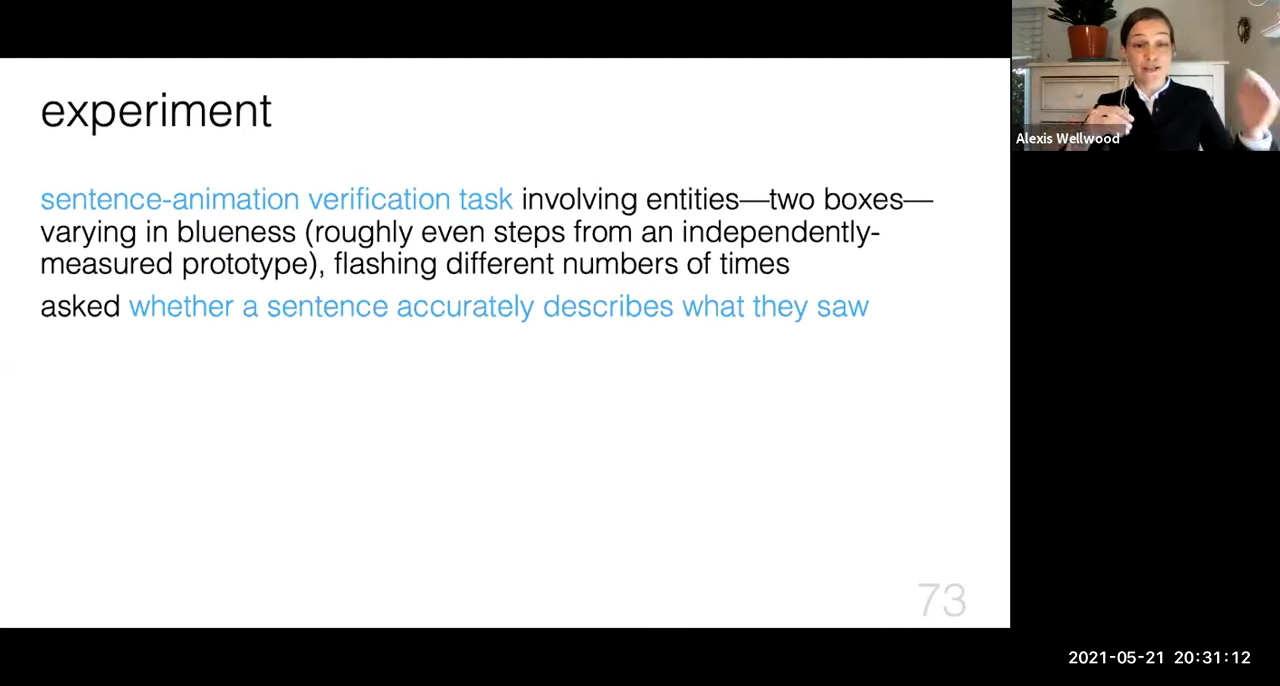 experiment
sentence-animation verification task involving entities—two boxes—
varying in blueness (roughly even steps from an independently-
measured prototype), flashing different numbers of times
asked whether a sentence accurately describes what they saw
73
Alexis Wellwood
2021-05-21 20:31:12